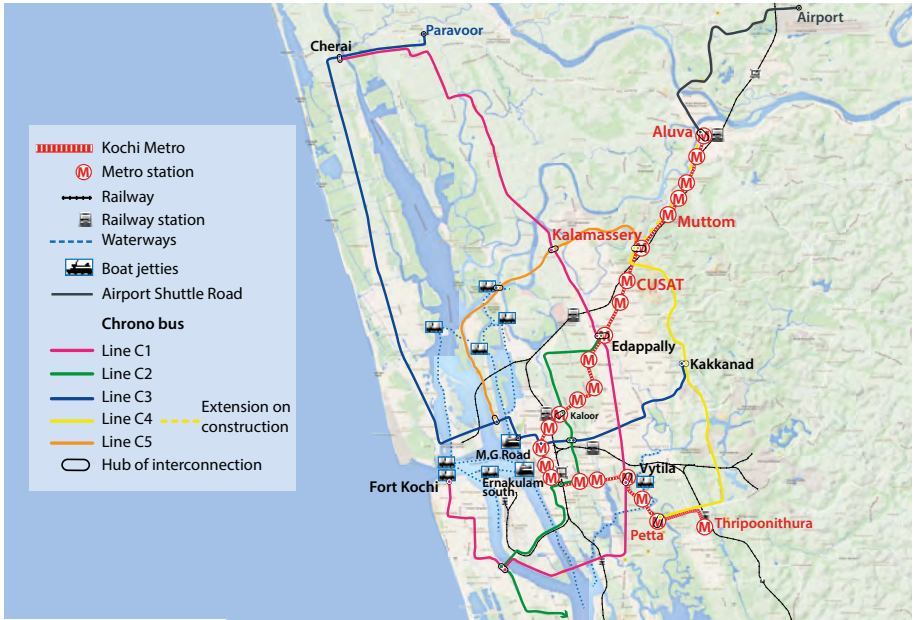 Airport
Paravoor
Cherai
Aluva
Kochi Metro
M
Metro station
Railway
Railway station
Waterways
Boat jetties
Airport Shuttle Road
Chrono bus
Line C1
Line C2
Line C3
Line C4
Extension on
construction
Line C5
Hub of interconnection
Muttom
Kalamassery
CUSAT
Edappally
Kakkanad
Kaloor
M.G Road
Vytila
Fort Kochi
Ernakulam
south
Petta
Thripoonithura